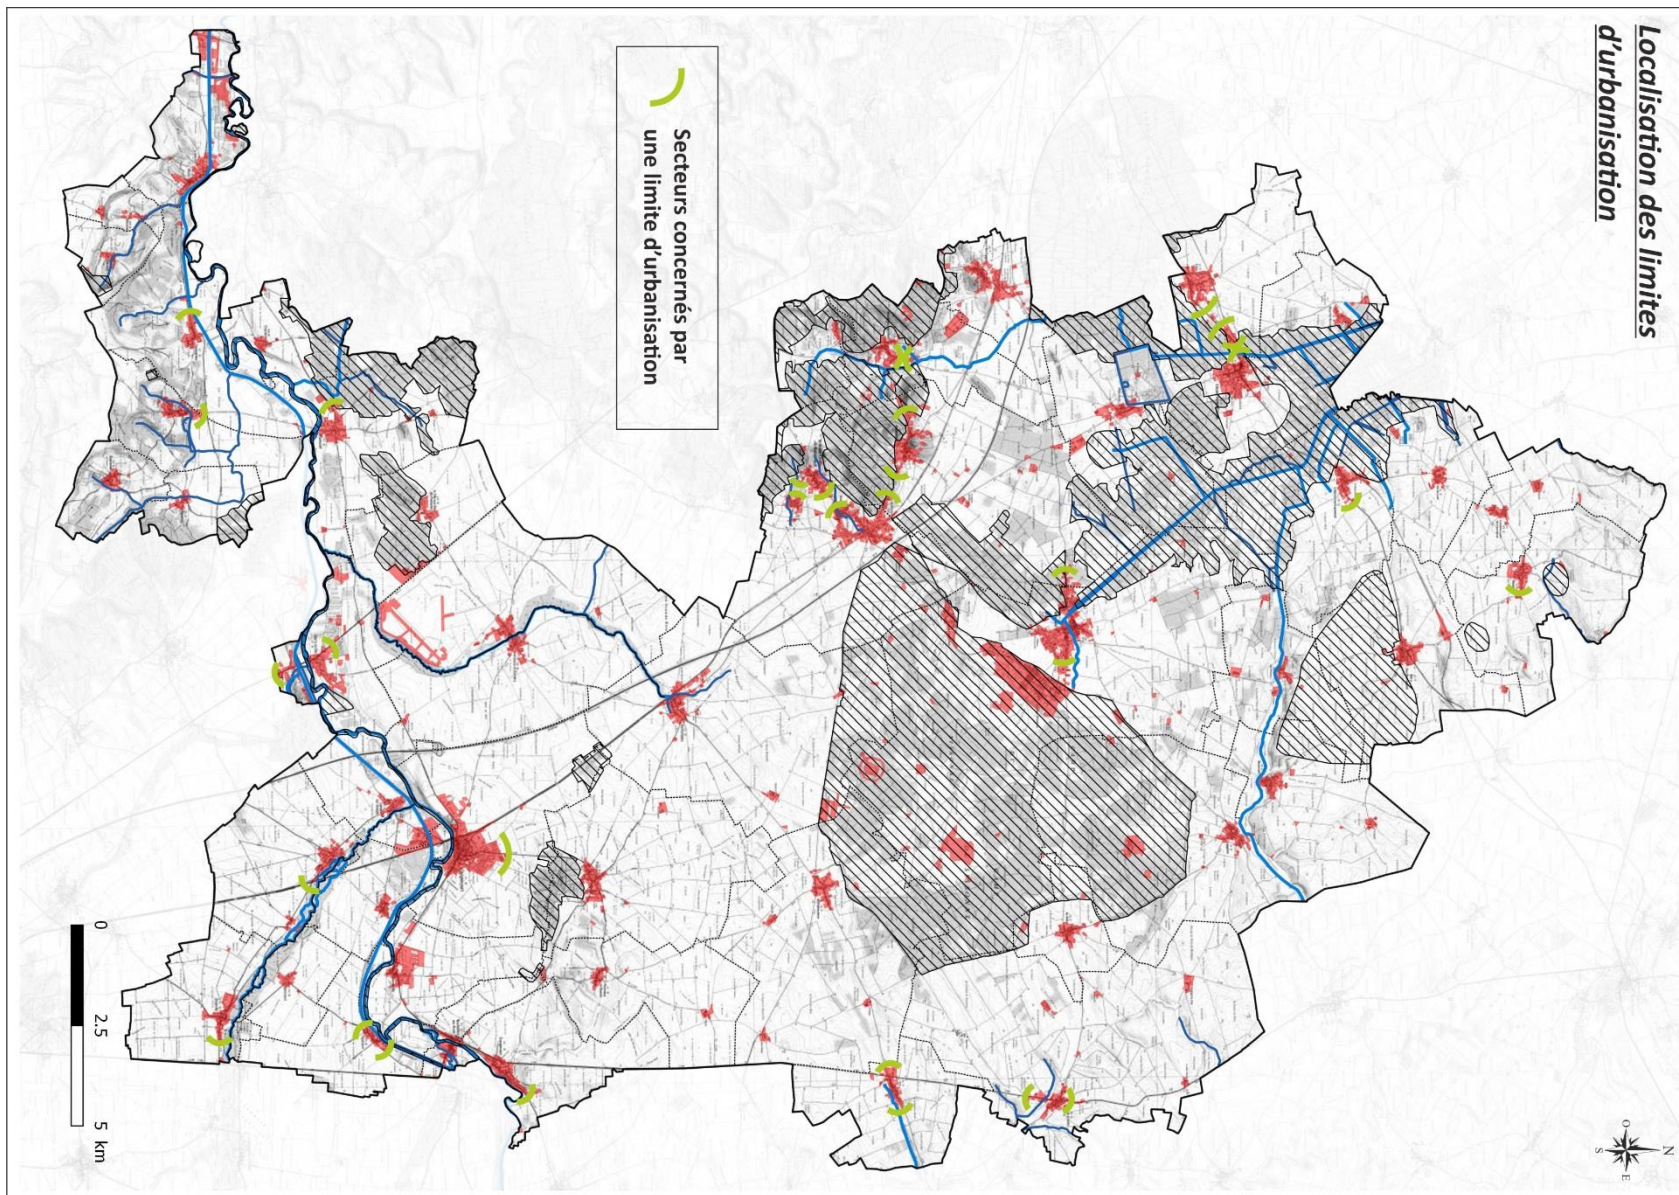 Localisation des limites
d'urbanisation
Secteurs concernés par
une limite d'urbanisation
0
2.5
5 km
N
O
E
S